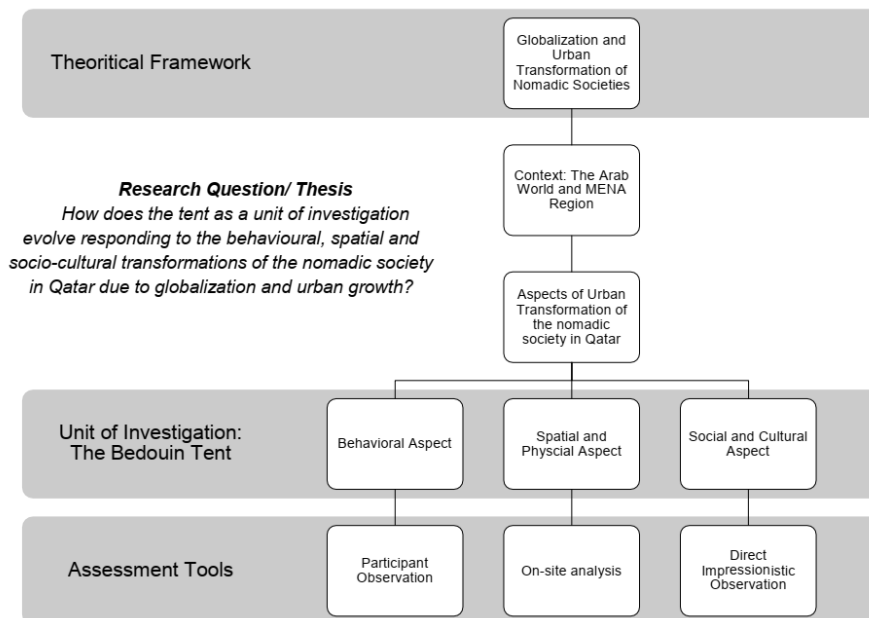 Theoritical Framework
Globalization and
Urban
Transformation of
Nomadic Societies
Context: The Arab
World and MENA
Region
Research Question/ Thesis
How does the tent as a unit of investigation
evolve responding to the behavioural, spatial and
socio-cultural transformations of the nomadic society
in Qatar due to globalization and urban growth?
Aspects of Urban
Transformation of
the nomadic
society in Qatar
Unit of Investigation:
The Bedouin Tent
Behavioral Aspect
Spatial and
Physcial Aspect
Social and Cultural
Aspect
Assessment Tools
Participant
Observation
On-site analysis
Direct
Impressionistic
Observation